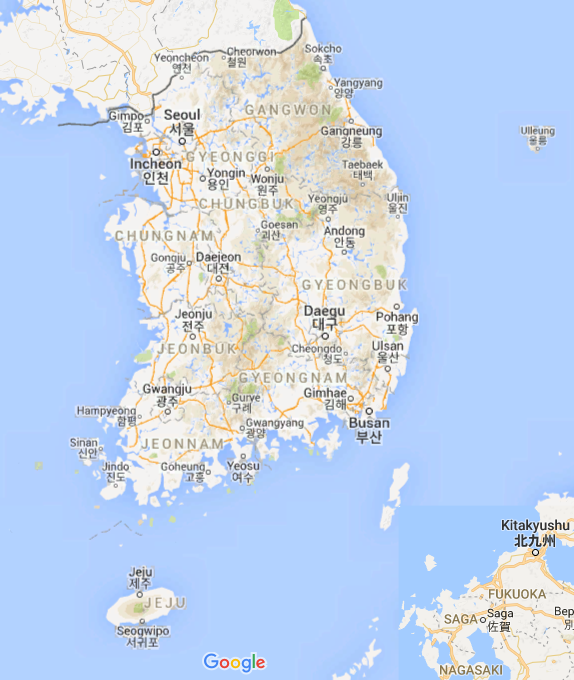 Sokcho
속초
Cheorwon
철원
Yeoncheon
연천
Yangyang
양양
GANGWON
Gimpo
김포
Seoul
서울
Gangneung
강릉
Ulleung
울릉
Incheon
인천
GYEONGGI
Taebaek
태백
Yongin
용인
Wonju
원주
CHUNGBUK
Yeongju
영주
Uljin
울진
CHUNGNAM
Goesan
괴산
Andong
안동
Gongju
공주
Daejeon
대전
GYEONGBUK
Jeonju
전주
Daegu
대구
Pohang
포항
JEONBUK
Cheongdo
청도
Ulsan
울산
GYEONGNAM
Gwangju
광주
Gurye
구례
Gimhae
김해
Hampyeong
함평
Busan
부산
Gwangyang
광양
Sinan
신안
JEONNAM
Jindo
진도
Goheung
고흥
Yeosu
여수
Kitakyushu
北九州
Jeju
제주
JEJU
FUKUOKA
Seogwipo
서귀포
SAGA
Saga
佐賀
Bep
別
Google
NAGASAKI